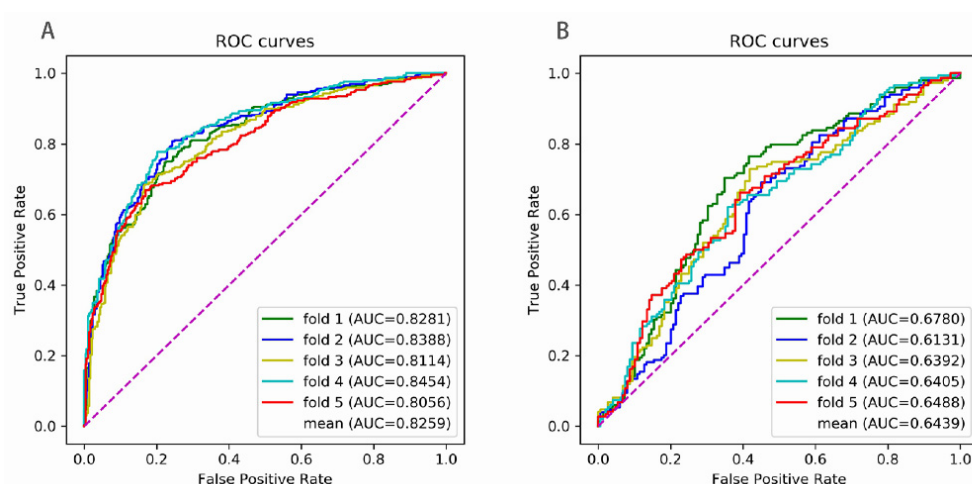 A
ROC curves
True Positive Rate
1.0
0.8
0.6
0.4
0.2
0.0
0.0 0.2 0.4 0.6 0.8 1.0
False Positive Rate
fold 1 (AUC=0.8281)
fold 2 (AUC=0.8388)
fold 3 (AUC=0.8114)
fold 4 (AUC=0.8454)
fold 5 (AUC=0.8056)
mean (AUC=0.8259)
B
ROC curves
True Positive Rate
1.0
0.8
0.6
0.4
0.2
0.0
0.0 0.2 0.4 0.6 0.8 1.0
False Positive Rate
fold 1 (AUC=0.6780)
fold 2 (AUC=0.6131)
fold 3 (AUC=0.6392)
fold 4 (AUC=0.6405)
fold 5 (AUC=0.6488)
mean (AUC=0.6439)